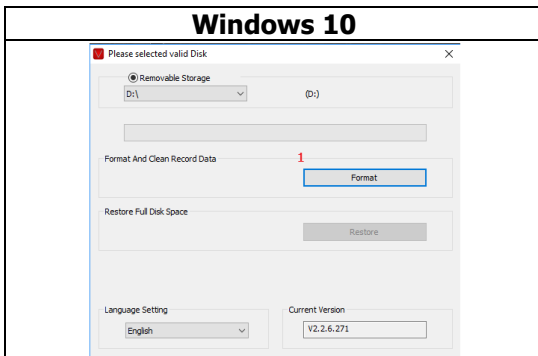 Windows 10
Please selected valid Disk
Removable Storage
D:\ (D:)
Format And Clean Record Data 1
Format
Restore Full Disk Space
Restore
Language Setting Current Version
English V2.2.6.271